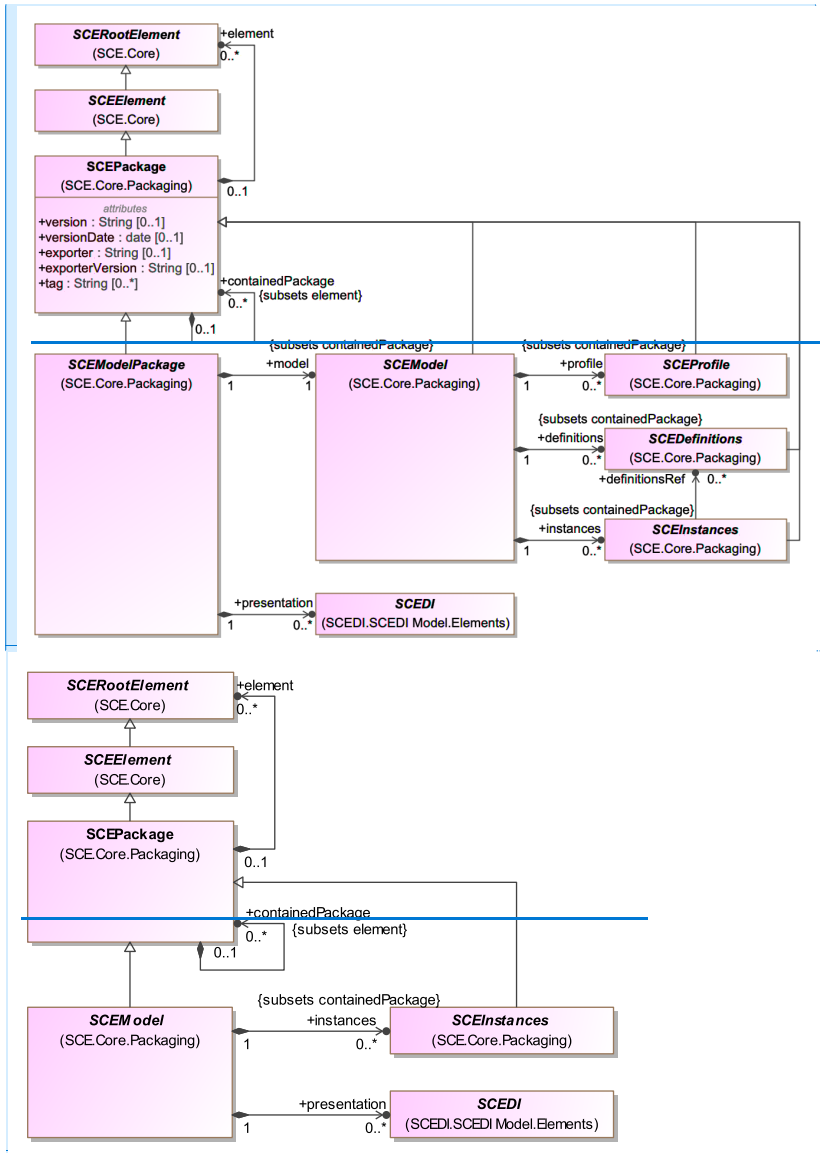 SCERootElement
(SCE.Core)
+element
0..*
SCEElement
(SCE.Core)
SCEPackage
(SCE.Core.Packaging)
0..1
attributes
+version : String [0..1]
+versionDate : date [0..1]
+exporter : String [0..1]
+exporterVersion : String [0..1]
+tag : String [0..*]
+containedPackage
0..*
{subsets element}
0..1
{subsets containedPackage}
{subsets containedPackage}
SCEModelPackage
(SCE.Core.Packaging)
+model
1
1
SCEModel
(SCE.Core.Packaging)
+profile
1
0..*
SCEProfile
(SCE.Core.Packaging)
{subsets containedPackage}
+definitions
1
0..*
SCEDefinitions
(SCE.Core.Packaging)
+definitionsRef
0..*
{subsets containedPackage}
+instances
1
0..*
SCEInstances
(SCE.Core.Packaging)
+presentation
1
0..*
SCEDI
(SCEDI.SCEDI Model.Elements)
SCERootElement
(SCE.Core)
+element
0..*
SCEElement
(SCE.Core)
SCEPackage
(SCE.Core.Packaging)
0..1
+containedPackage
0..*
{subsets element}
0..1
{subsets containedPackage}
SCEModel
(SCE.Core.Packaging)
+instances
1
0..*
SCEInstances
(SCE.Core.Packaging)
+presentation
1
0..*
SCEDI
(SCEDI.SCEDI Model.Elements)